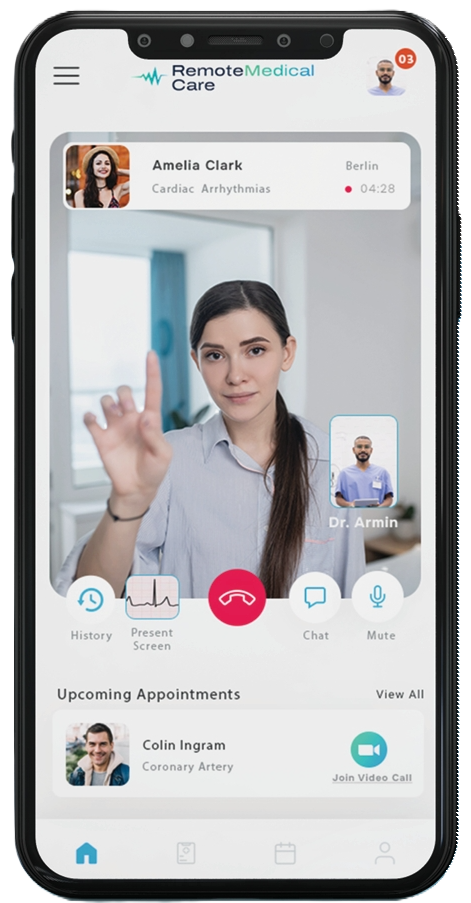 RemoteMedical
Care
03
Amelia Clark
Berlin
Cardiac Arrhythmias
04:28
Dr. Armin
History
Present
Screen
Chat
Mute
Upcoming Appointments
View All
Colin Ingram
Coronary Artery
Join Video Call